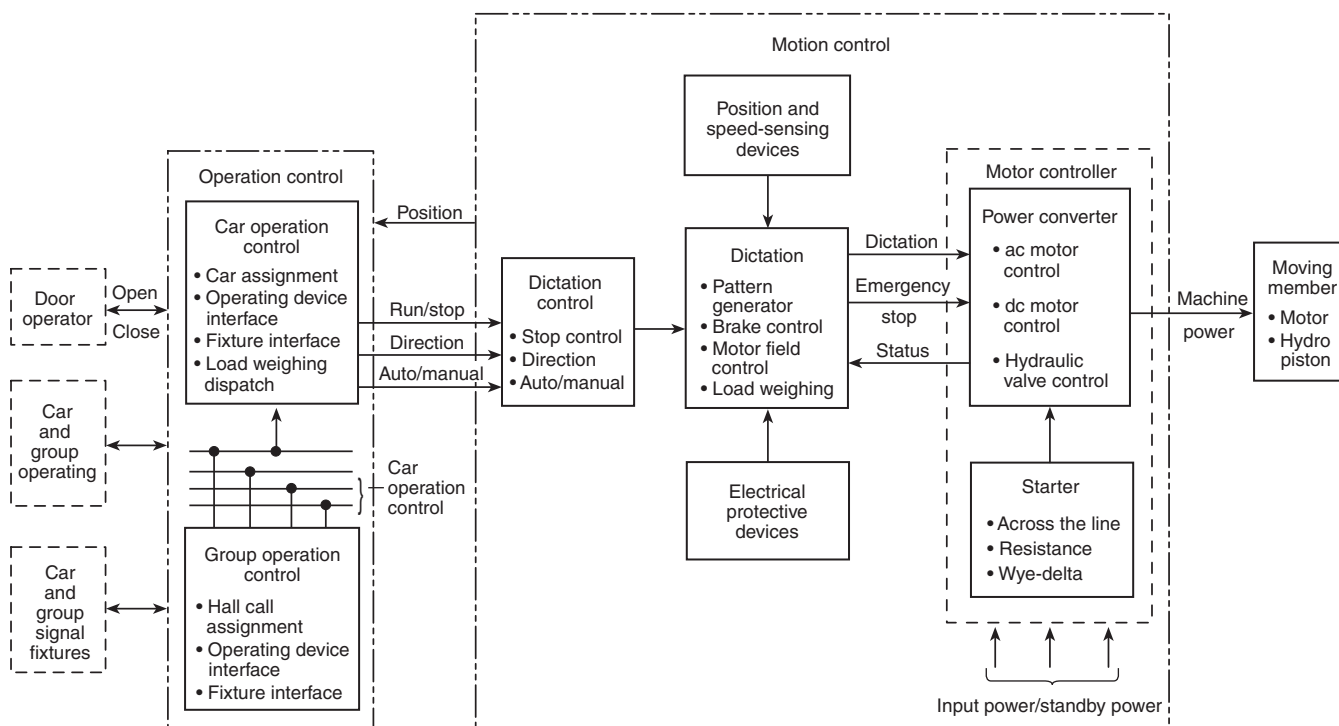 Motion control
Position and
speed-sensing
devices
Operation control
Motor controller
Position
Car operation
control
• Car assignment
• Operating device
interface
• Fixture interface
• Load weighing
dispatch
Door
operator
Open
Close
Run/stop
Direction
Auto/manual
Dictation
control
• Stop control
• Direction
• Auto/manual
Dictation
• Pattern
generator
• Brake control
• Motor field
control
• Load weighing
Dictation
Emergency
stop
Status
Power converter
• ac motor
control
• dc motor
control
• Hydraulic
valve control
Machine
power
Moving
member
• Motor
• Hydro
piston
Car
and
group
operating
Car
operation
control
Electrical
protective
devices
Starter
• Across the line
• Resistance
• Wye-delta
Car
and
group
signal
fixtures
Group operation
control
• Hall call
assignment
• Operating device
interface
• Fixture interface
Input power/standby power